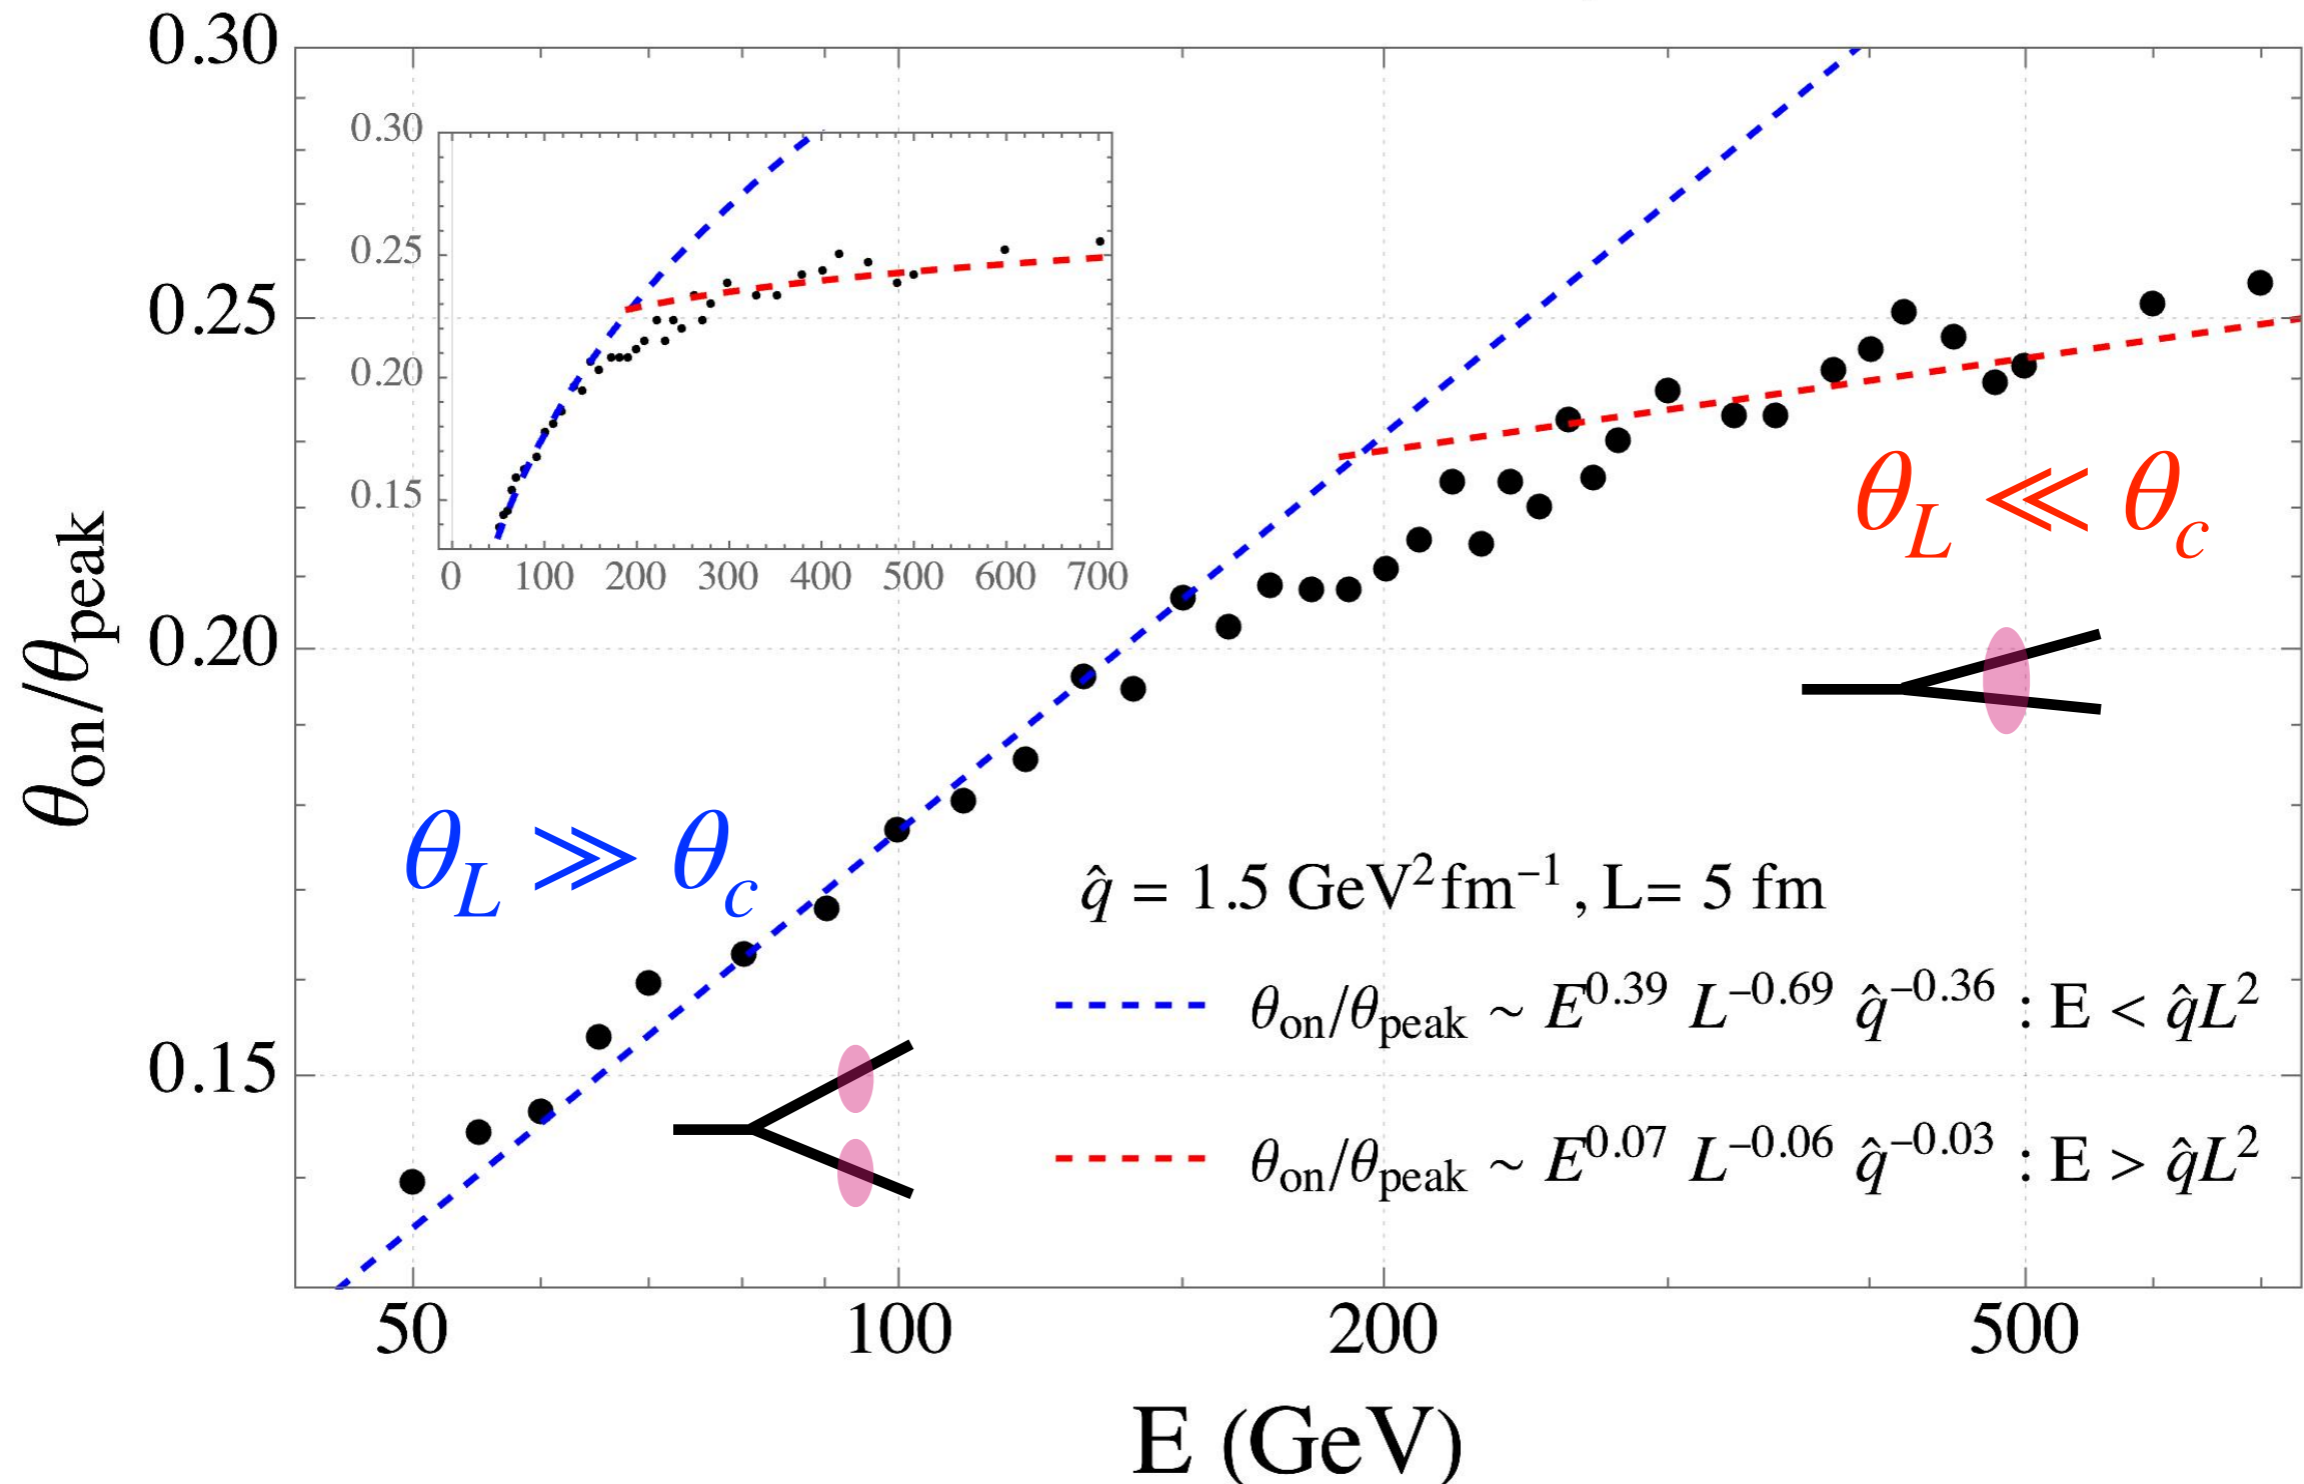 0.30
0.25
0.20
0.15
θon/θpeak
0.30
0.25
0.20
0.15
0 100 200 300 400 500 600 700
θL ≫ θc
θL ≪ θc
q̂ = 1.5 GeV²fm⁻¹, L= 5 fm
θon/θpeak ~ E^0.39 L^−0.69 q̂^−0.36 : E < q̂L²
θon/θpeak ~ E^0.07 L^−0.06 q̂^−0.03 : E > q̂L²
50 100 200 500
E (GeV)